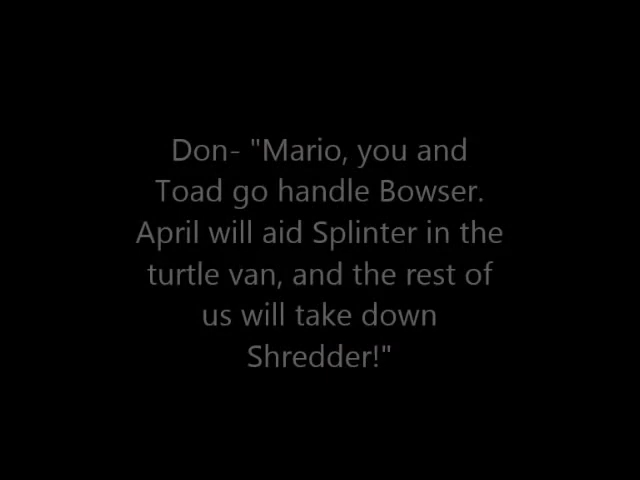 Don- "Mario, you and
Toad go handle Bowser.
April will aid Splinter in the
turtle van, and the rest of
us will take down
Shredder!"